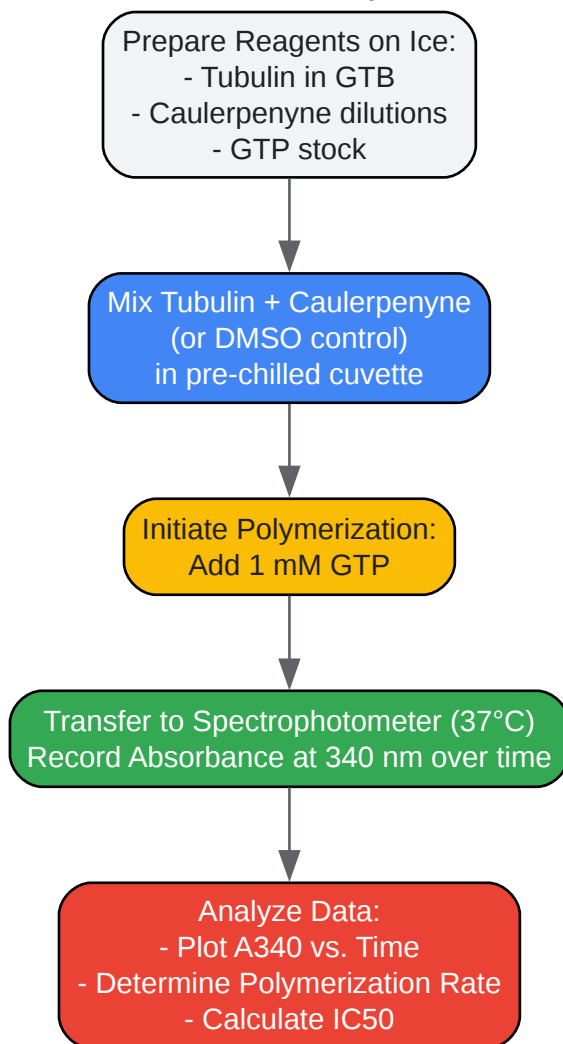 Prepare Reagents on Ice:
- Tubulin in GTB
- Caulerpenyne dilutions
- GTP stock
Mix Tubulin + Caulerpenyne
(or DMSO control)
in pre-chilled cuvette
Initiate Polymerization:
Add 1 mM GTP
Transfer to Spectrophotometer (37°C)
Record Absorbance at 340 nm over time
Analyze Data:
- Plot A340 vs. Time
- Determine Polymerization Rate
- Calculate IC50